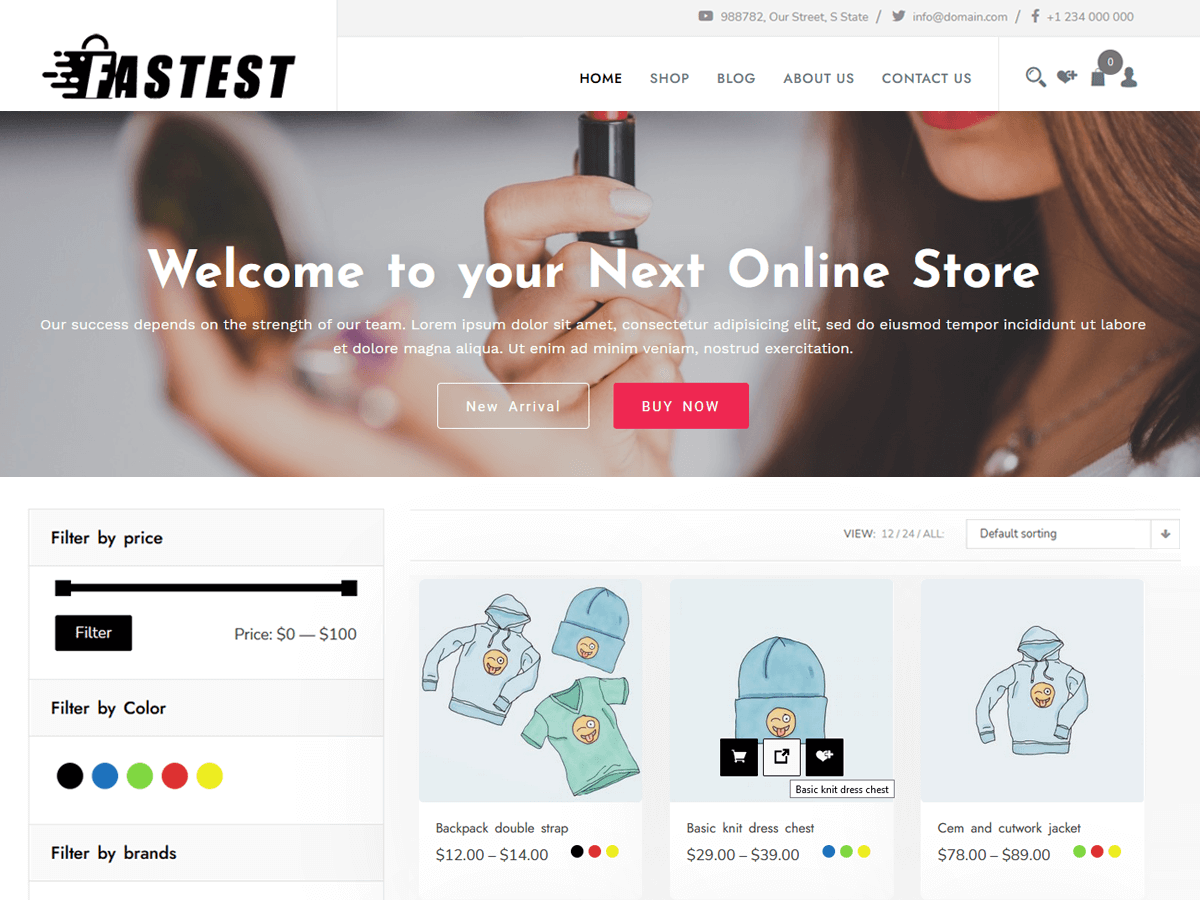 988782, Our Street, S State / info@domain.com / +1 234 000 000
FASTEST
HOME SHOP BLOG ABOUT US CONTACT US
0
Welcome to your Next Online Store
Our success depends on the strength of our team. Lorem ipsum dolor sit amet, consectetur adipisicing elit, sed do eiusmod tempor incididunt ut labore
et dolore magna aliqua. Ut enim ad minim veniam, nostrud exercitation.
New Arrival
BUY NOW
Filter by price
Filter
Price: $0 — $100
Filter by Color
Filter by brands
VIEW: 12 / 24 / ALL:
Default sorting
Basic knit dress chest
Backpack double strap
$12.00 – $14.00
Basic knit dress chest
$29.00 – $39.00
Cem and cutwork jacket
$78.00 – $89.00